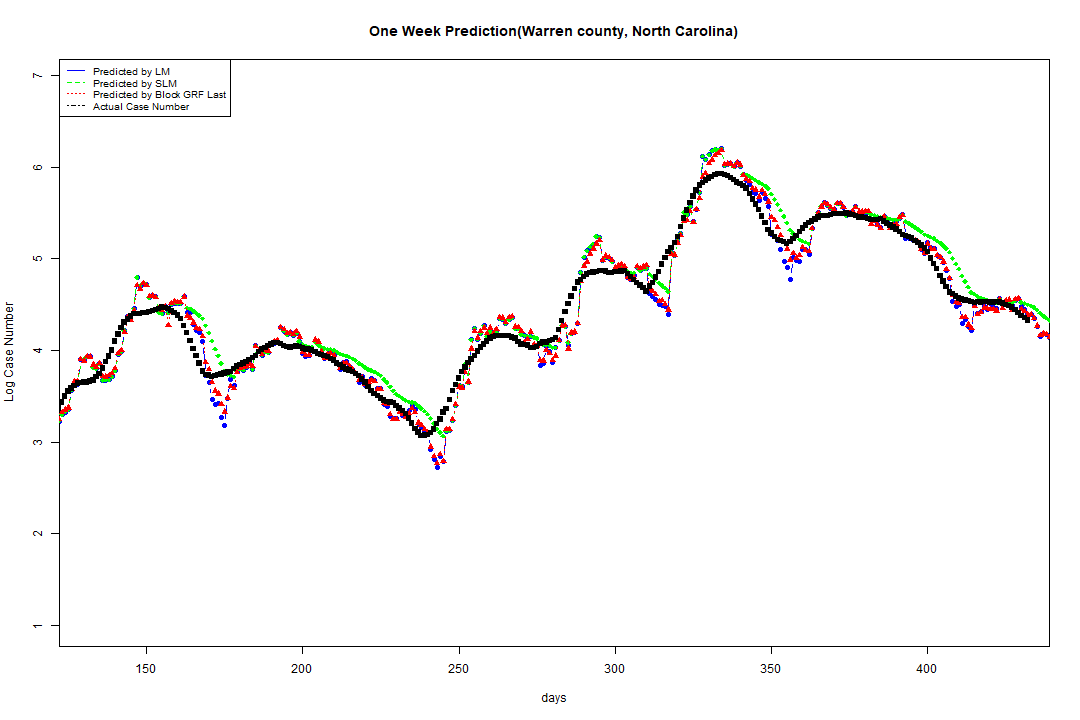 One Week Prediction(Warren county, North Carolina)
Predicted by LM
Predicted by SLM
Predicted by Block GRF Last
Actual Case Number
7
6
5
4
3
2
1
Log Case Number
150 200 250 300 350 400
days